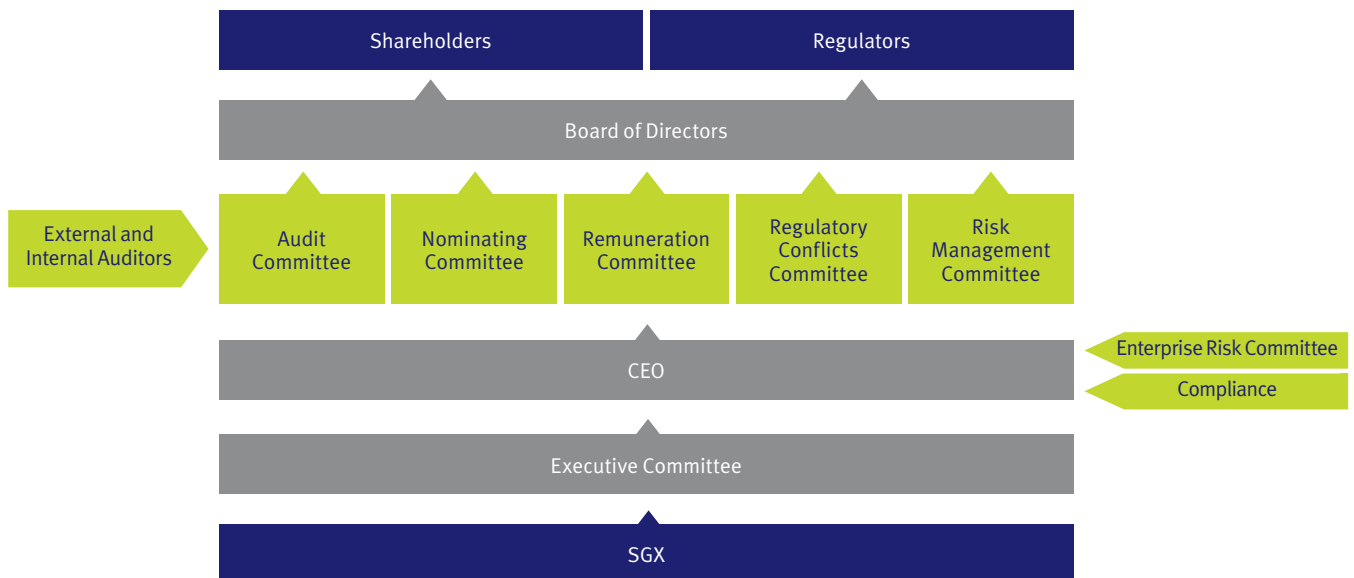 Shareholders
Regulators
Board of Directors
External and
Internal Auditors
Audit
Committee
Nominating
Committee
Remuneration
Committee
Regulatory
Conflicts
Committee
Risk
Management
Committee
CEO
Enterprise Risk Committee
Compliance
Executive Committee
SGX